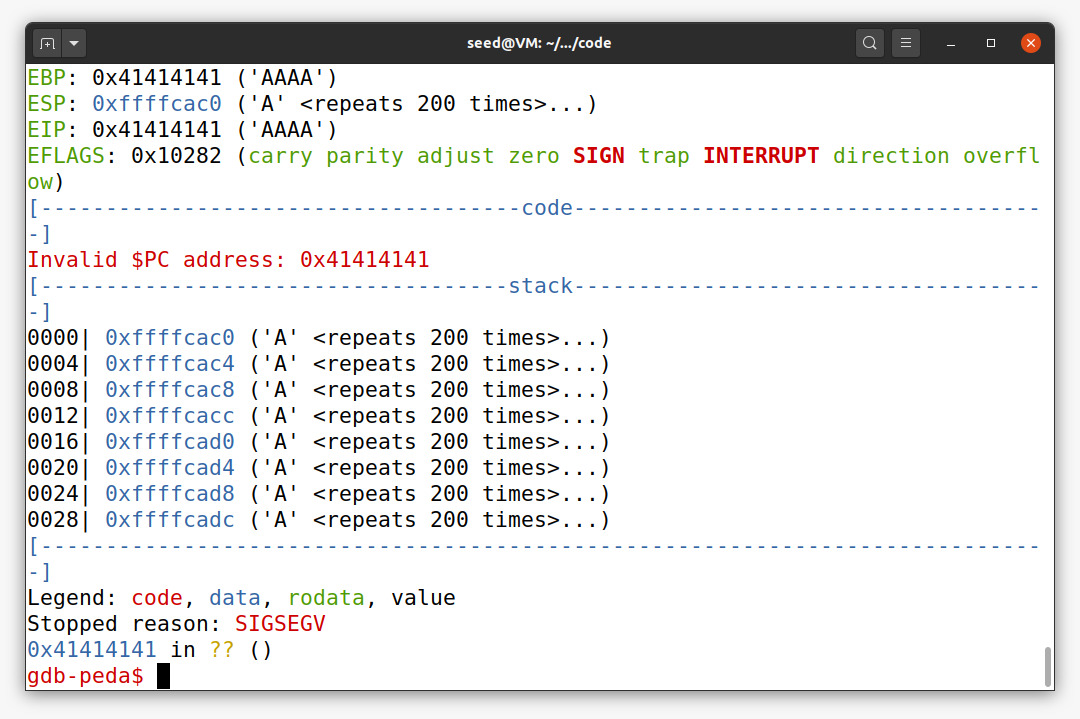 seed@VM: ~/.../code
EBP: 0x41414141 ('AAAA')
ESP: 0xffffcac0 ('A' <repeats 200 times>...)
EIP: 0x41414141 ('AAAA')
EFLAGS: 0x10282 (carry parity adjust zero SIGN trap INTERRUPT direction overfl
ow)
[-------------------------------------code------------------------------------
-]
Invalid $PC address: 0x41414141
[------------------------------------stack------------------------------------
-]
0000| 0xffffcac0 ('A' <repeats 200 times>...)
0004| 0xffffcac4 ('A' <repeats 200 times>...)
0008| 0xffffcac8 ('A' <repeats 200 times>...)
0012| 0xffffcacc ('A' <repeats 200 times>...)
0016| 0xffffcad0 ('A' <repeats 200 times>...)
0020| 0xffffcad4 ('A' <repeats 200 times>...)
0024| 0xffffcad8 ('A' <repeats 200 times>...)
0028| 0xffffcadc ('A' <repeats 200 times>...)
[-----------------------------------------------------------------------------
-]
Legend: code, data, rodata, value
Stopped reason: SIGSEGV
0x41414141 in ?? ()
gdb-peda$